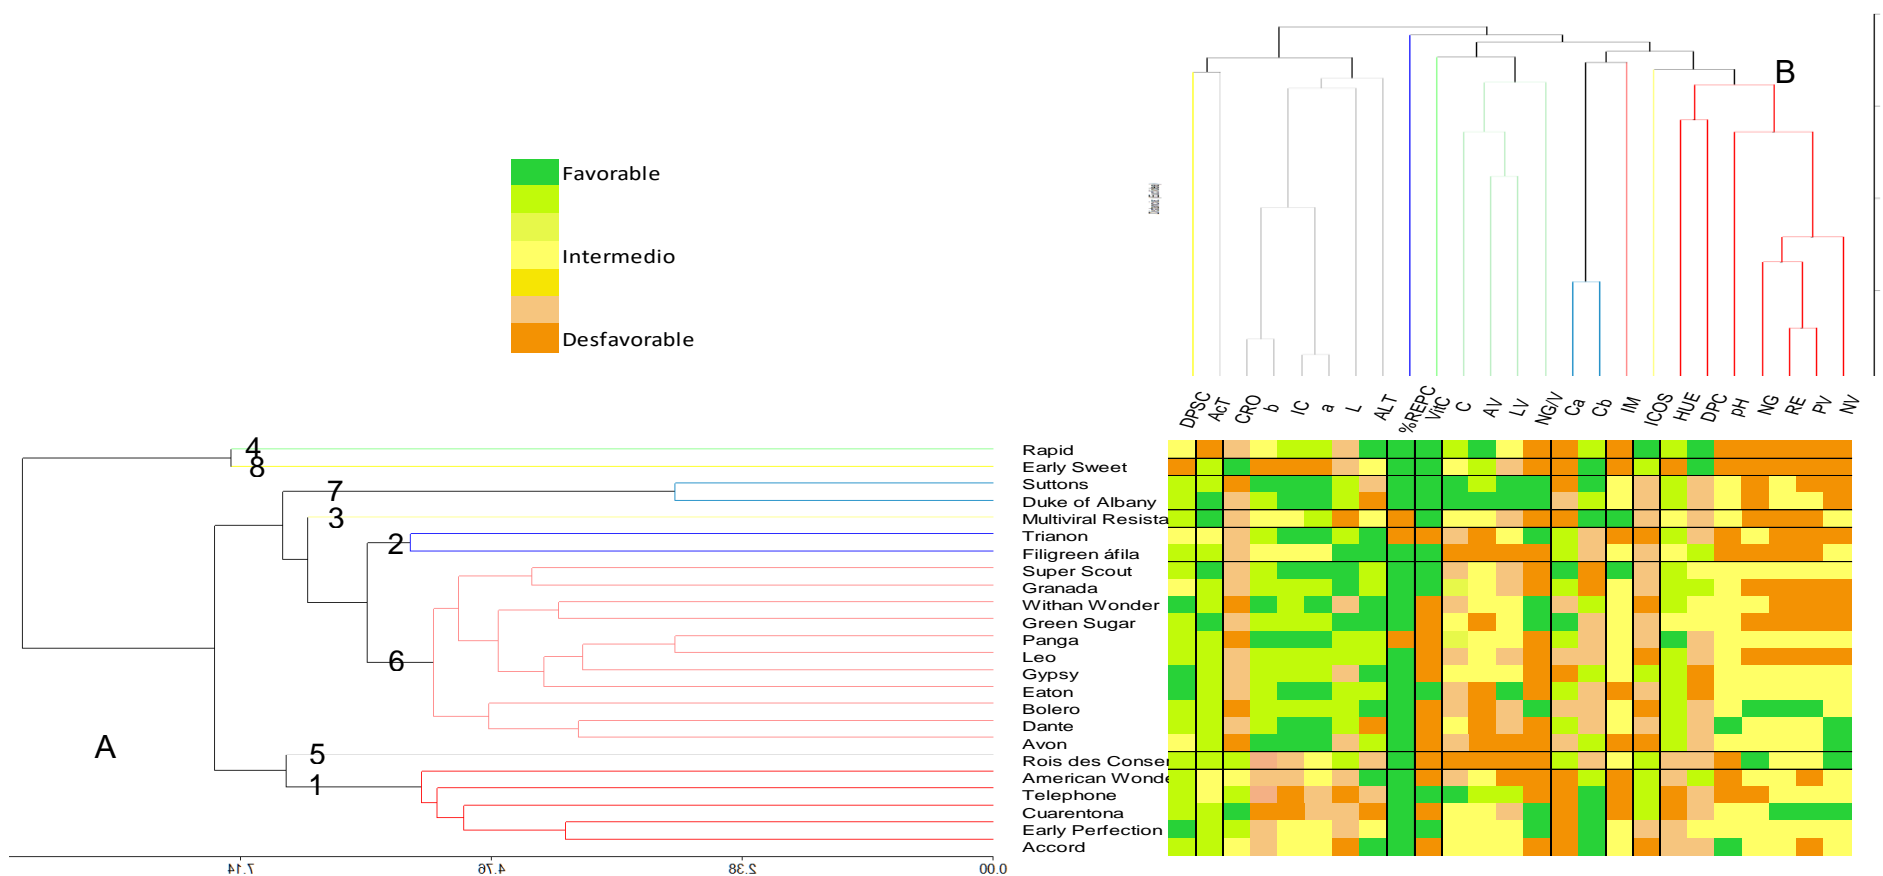 B
Favorable
Intermedio
Desfavorable
DPSC
AcT
CRO
b
IC
a
L
ALT
%REPC
VitC
C
AV
LV
NG/V
Ca
Cb
IM
ICOS
HUE
DPC
pH
NG
RE
PV
NV
4
8
7
3
2
6
5
1
A
Rapid
Early Sweet
Suttons
Duke of Albany
Multiviral Resista
Trianon
Filigreen áfila
Super Scout
Granada
Withan Wonder
Green Sugar
Panga
Leo
Gypsy
Eaton
Bolero
Dante
Avon
Rois des Conser
American Wonde
Telephone
Cuarentona
Early Perfection
Accord
7.14
4.76
2.38
0.00